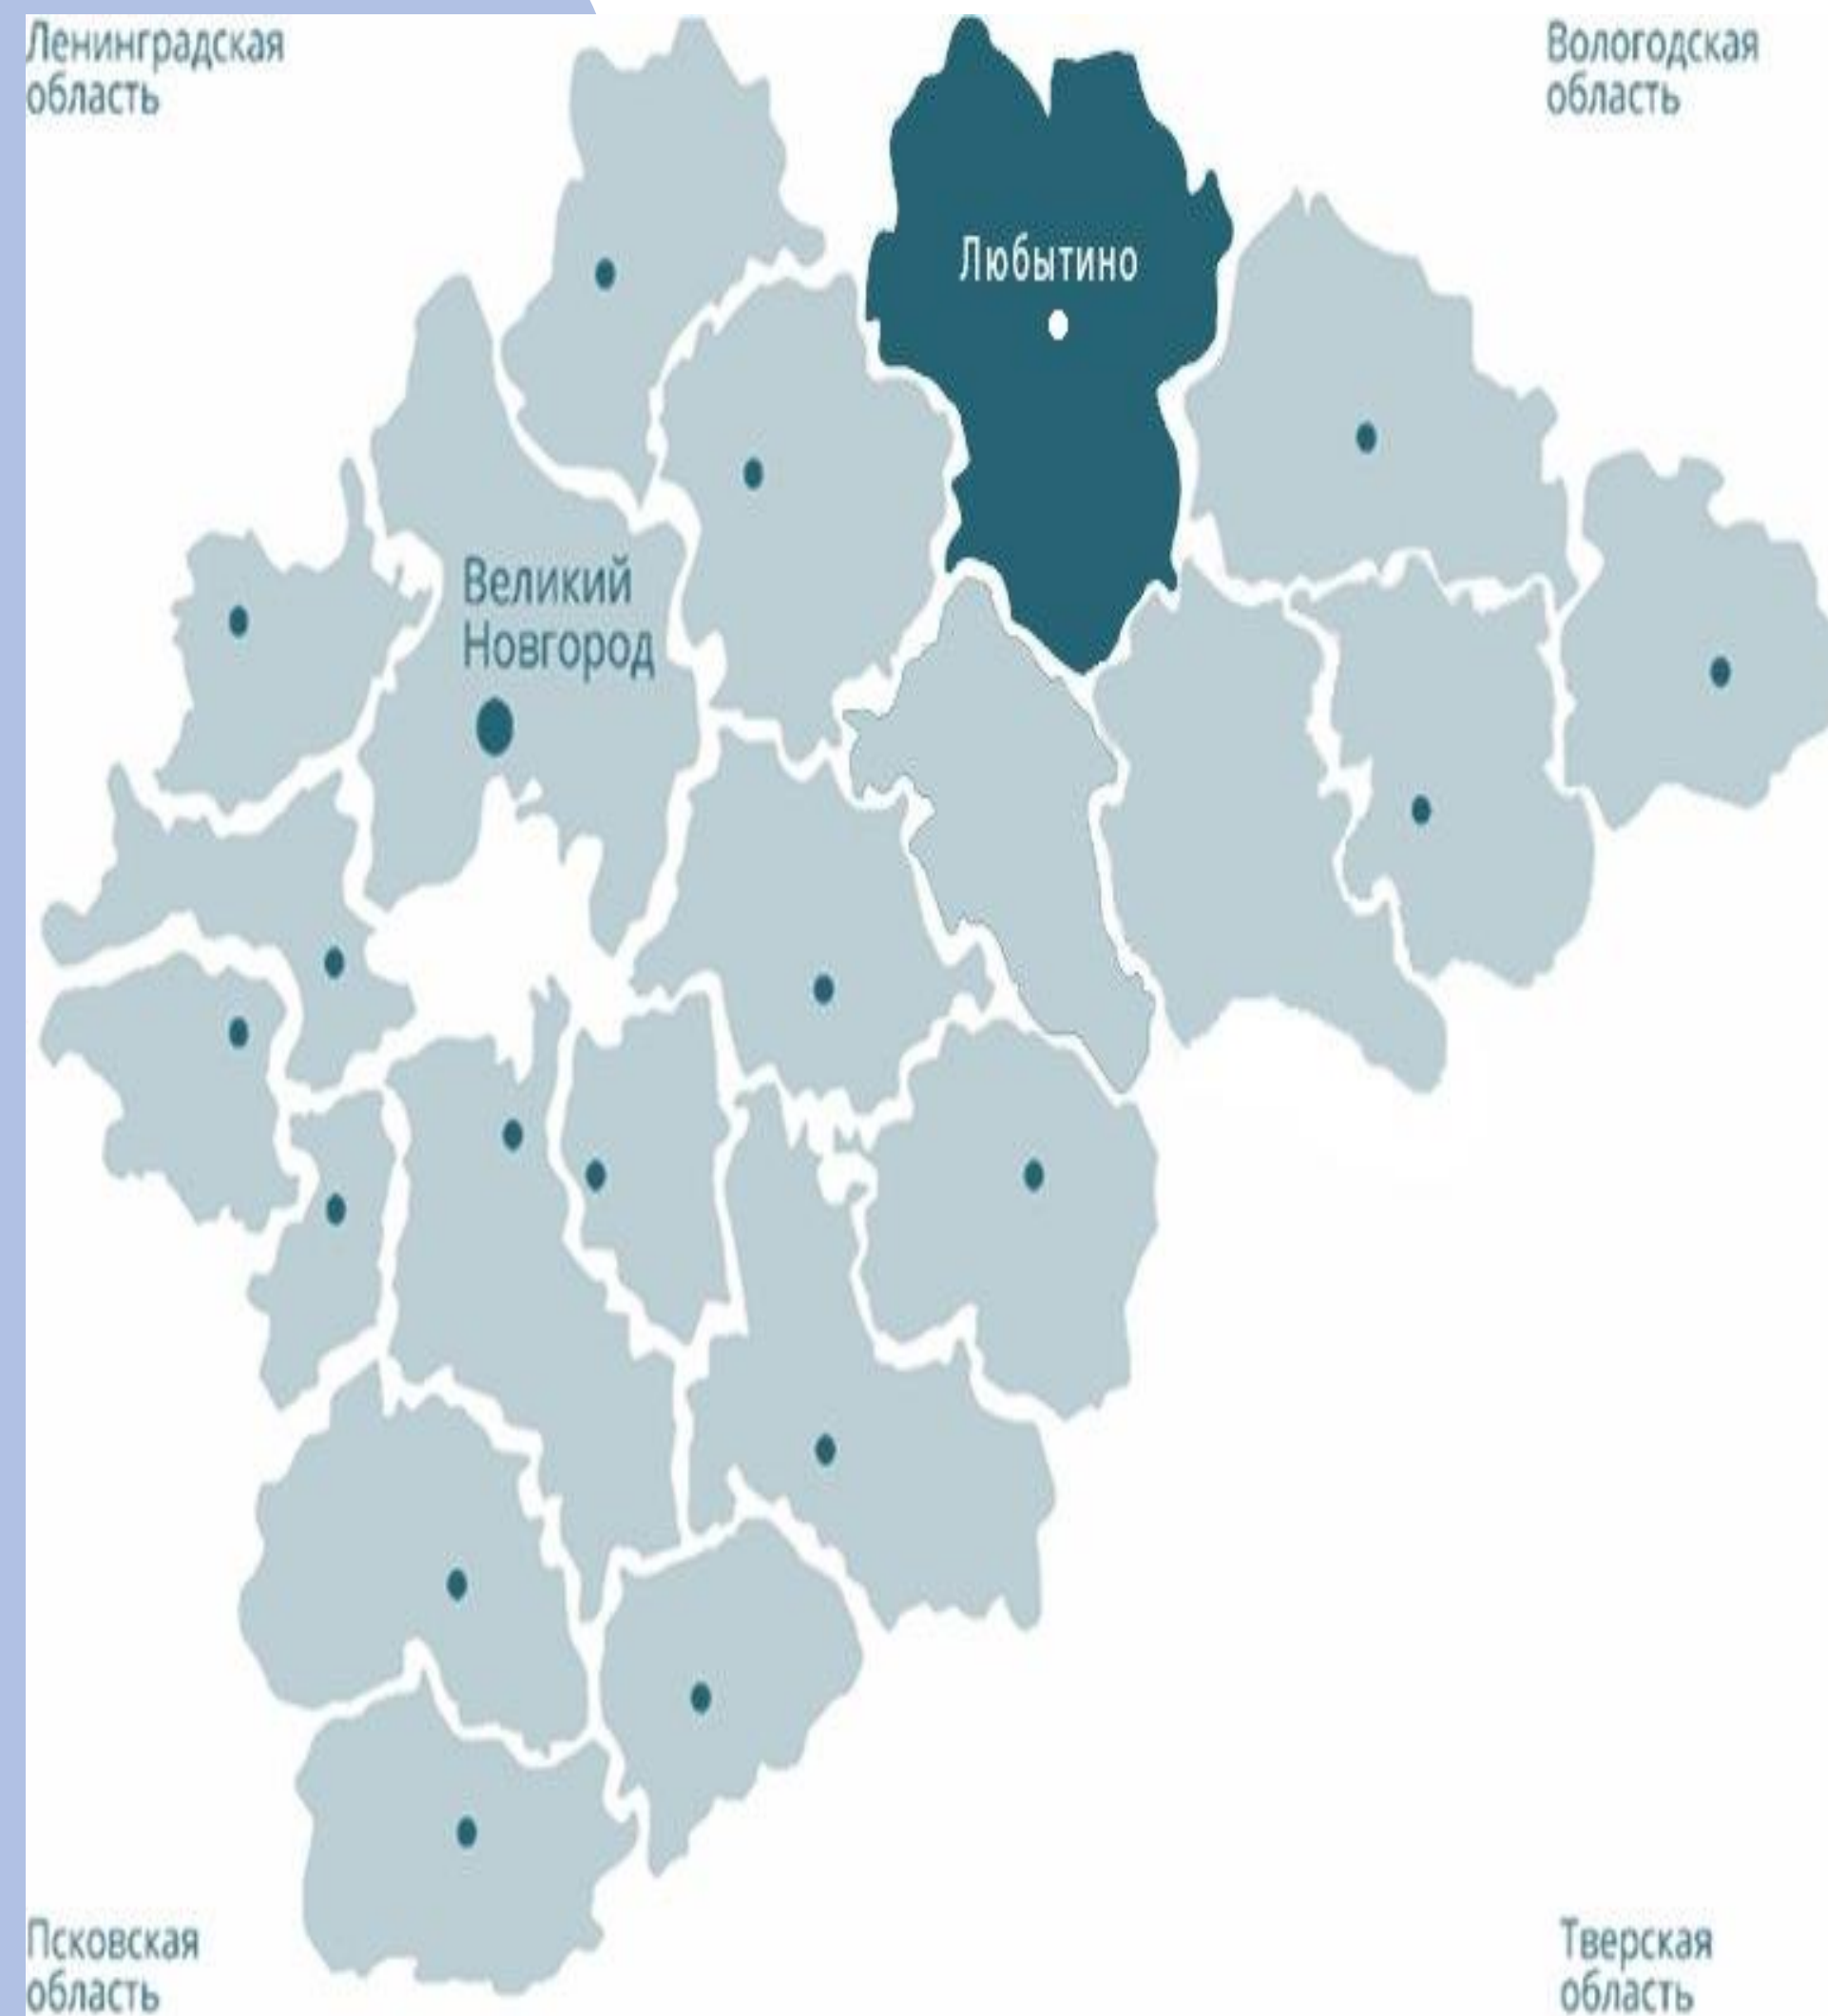 Ленинградская
область
Вологодская
область
Любытино
Великий
Новгород
Псковская
область
Тверская
область